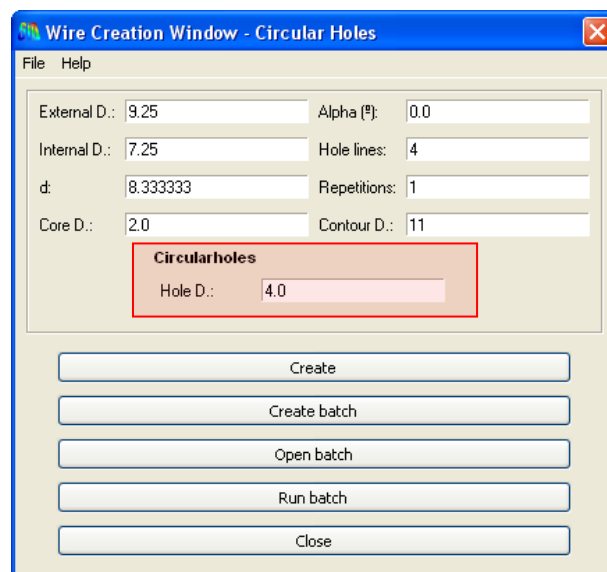 Wire Creation Window - Circular Holes
File Help
External D.: 9.25 Alpha (º): 0.0
Internal D.: 7.25 Hole lines: 4
d: 8.333333 Repetitions: 1
Core D.: 2.0 Contour D.: 11
Circularholes
Hole D.: 4.0
Create
Create batch
Open batch
Run batch
Close